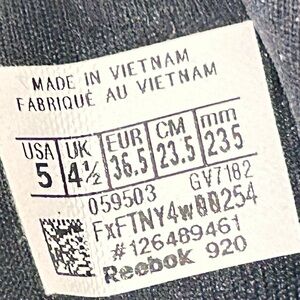 MADE IN VIETNAM
FABRIQUÉ AU VIETNAM
USA UK EUR CM mm
5 4½ 36.5 23.5 235
059503 GV7182
FxFTNY4w00254
#126489461
Reebok 920